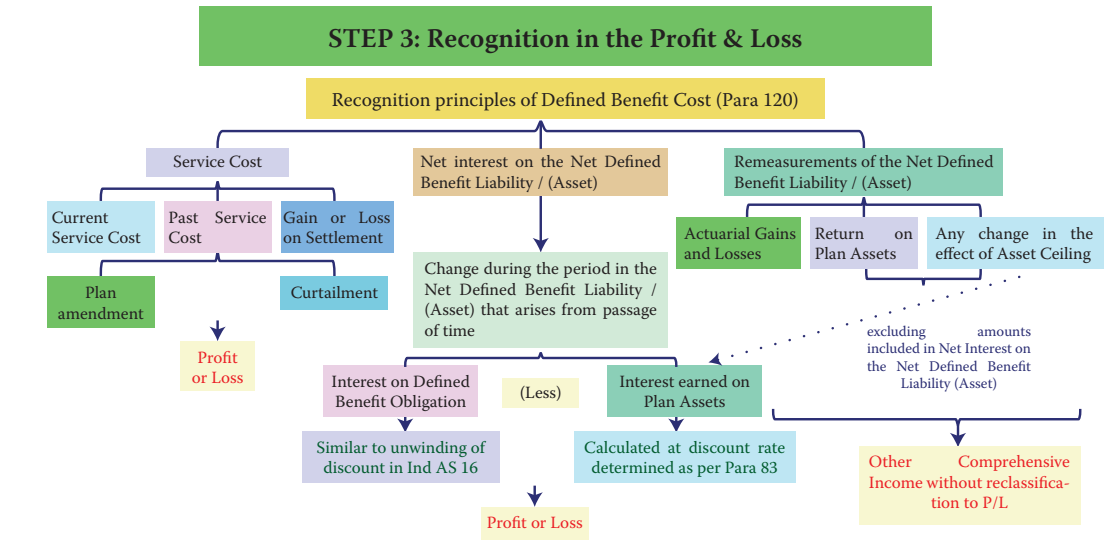 STEP 3: Recognition in the Profit & Loss
Recognition principles of Defined Benefit Cost (Para 120)
Service Cost
Net interest on the Net Defined
Benefit Liability / (Asset)
Remeasurements of the Net Defined
Benefit Liability / (Asset)
Current
Service Cost
Past Service
Cost
Gain or Loss
on Settlement
Actuarial Gains
and Losses
Return on
Plan Assets
Any change in the
effect of Asset Ceiling
Plan
amendment
Curtailment
Change during the period in the
Net Defined Benefit Liability /
(Asset) that arises from passage
of time
Profit
or Loss
excluding amounts
included in Net Interest on
the Net Defined Benefit
Liability (Asset)
Interest on Defined
Benefit Obligation
(Less)
Interest earned on
Plan Assets
Similar to unwinding of
discount in Ind AS 16
Calculated at discount rate
determined as per Para 83
Other Comprehensive
Income without reclassifica-
tion to P/L
Profit or Loss